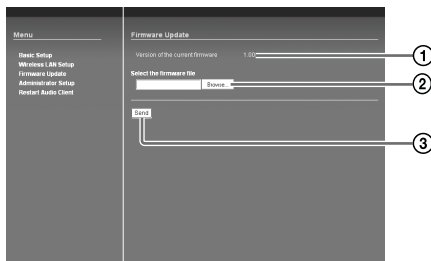 Menu
Basic Setup
Wireless LAN Setup
Firmware Update
Administrator Setup
Restart Audio Client
Firmware Update
Version of the current firmware 1.00
Select the firmware file
Browse...
Send
1
2
3